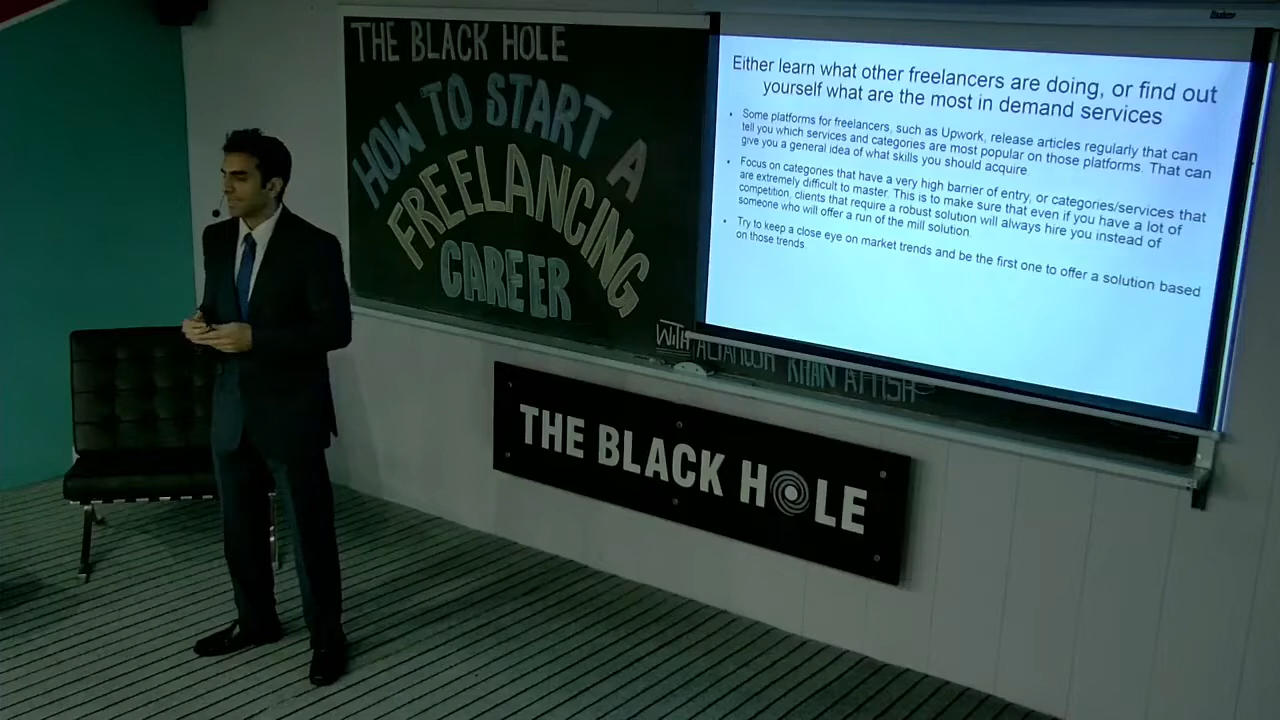 THE BLACK HOLE
HOW TO START A
FREELANCING
CAREER
WITH KHAN
Either learn what other freelancers are doing, or find out
yourself what are the most in demand services
• Some platforms for freelancers, such as Upwork, release articles regularly that can
tell you which services and categories are most popular on those platforms. That can
give you a general idea of what skills you should acquire
• Focus on categories that have a very high barrier of entry, or categories/services that
are extremely difficult to master. This is to make sure that even if you have a lot of
competition, clients that require a robust solution will always hire you instead of
someone who will offer a run of the mill solution.
• Try to keep a close eye on market trends and be the first one to offer a solution based
on those trends
THE BLACK HOLE